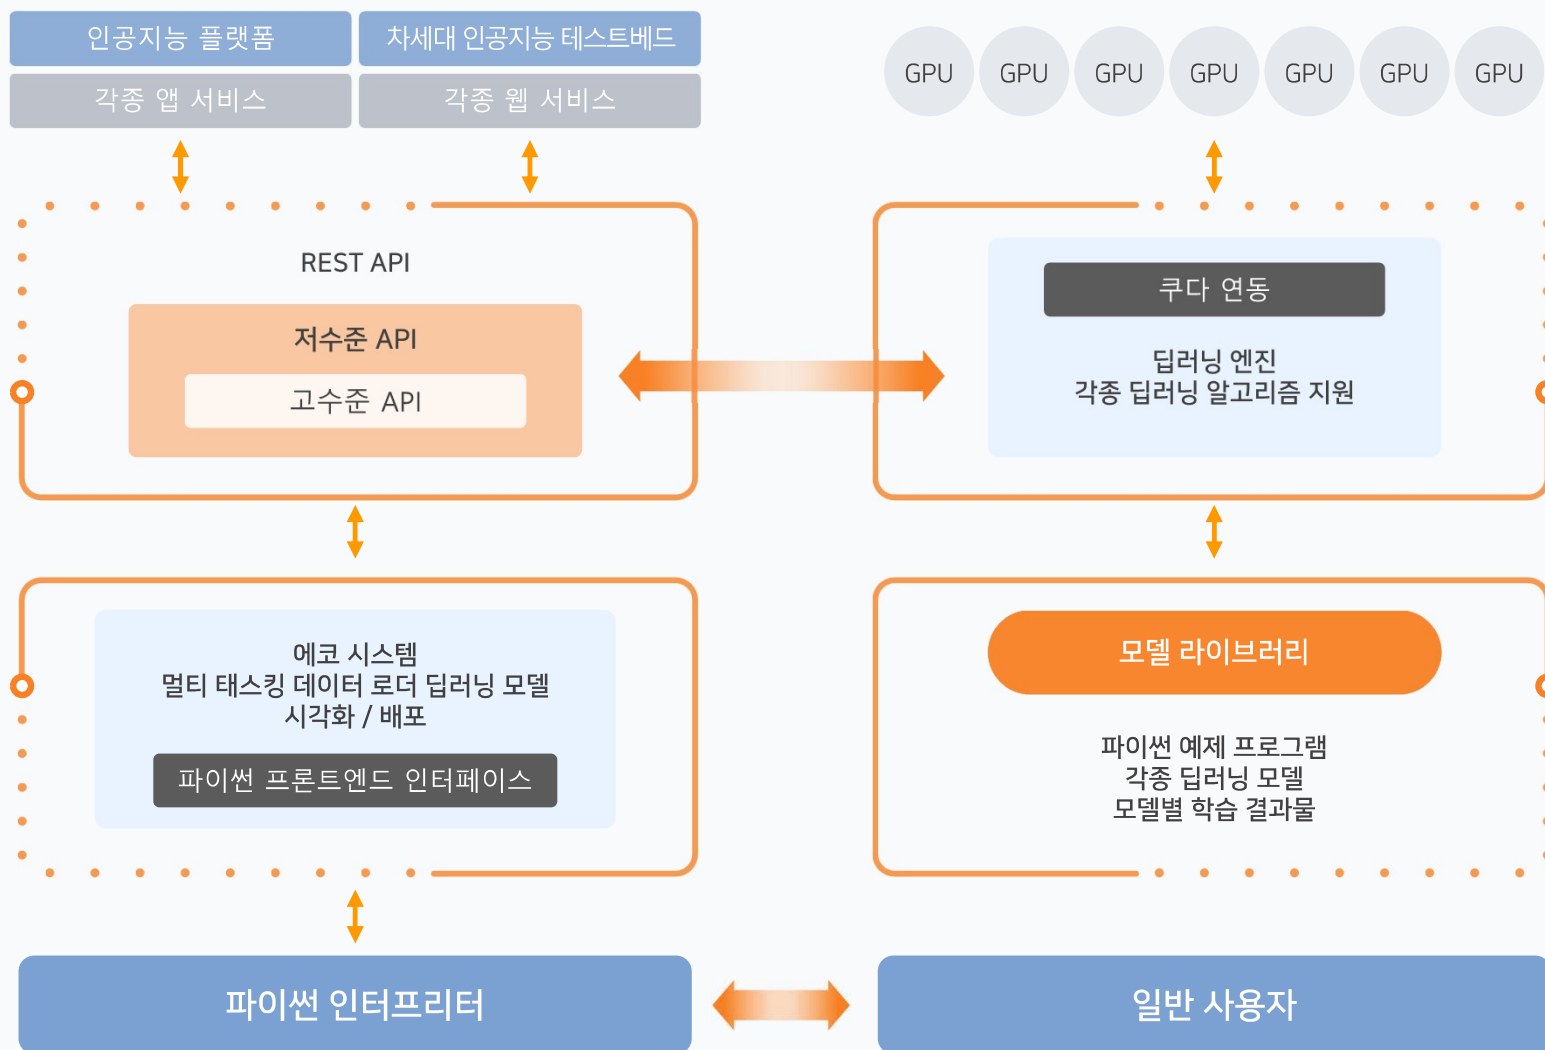 인공지능 플랫폼
차세대 인공지능 테스트베드
각종 앱 서비스
각종 웹 서비스
GPU
GPU
GPU
GPU
GPU
GPU
GPU
REST API
저수준 API
고수준 API
쿠다 연동
딥러닝 엔진
각종 딥러닝 알고리즘 지원
에코 시스템
멀티 태스킹 데이터 로더 딥러닝 모델
시각화 / 배포
파이썬 프론트엔드 인터페이스
모델 라이브러리
파이썬 예제 프로그램
각종 딥러닝 모델
모델별 학습 결과물
파이썬 인터프리터
일반 사용자